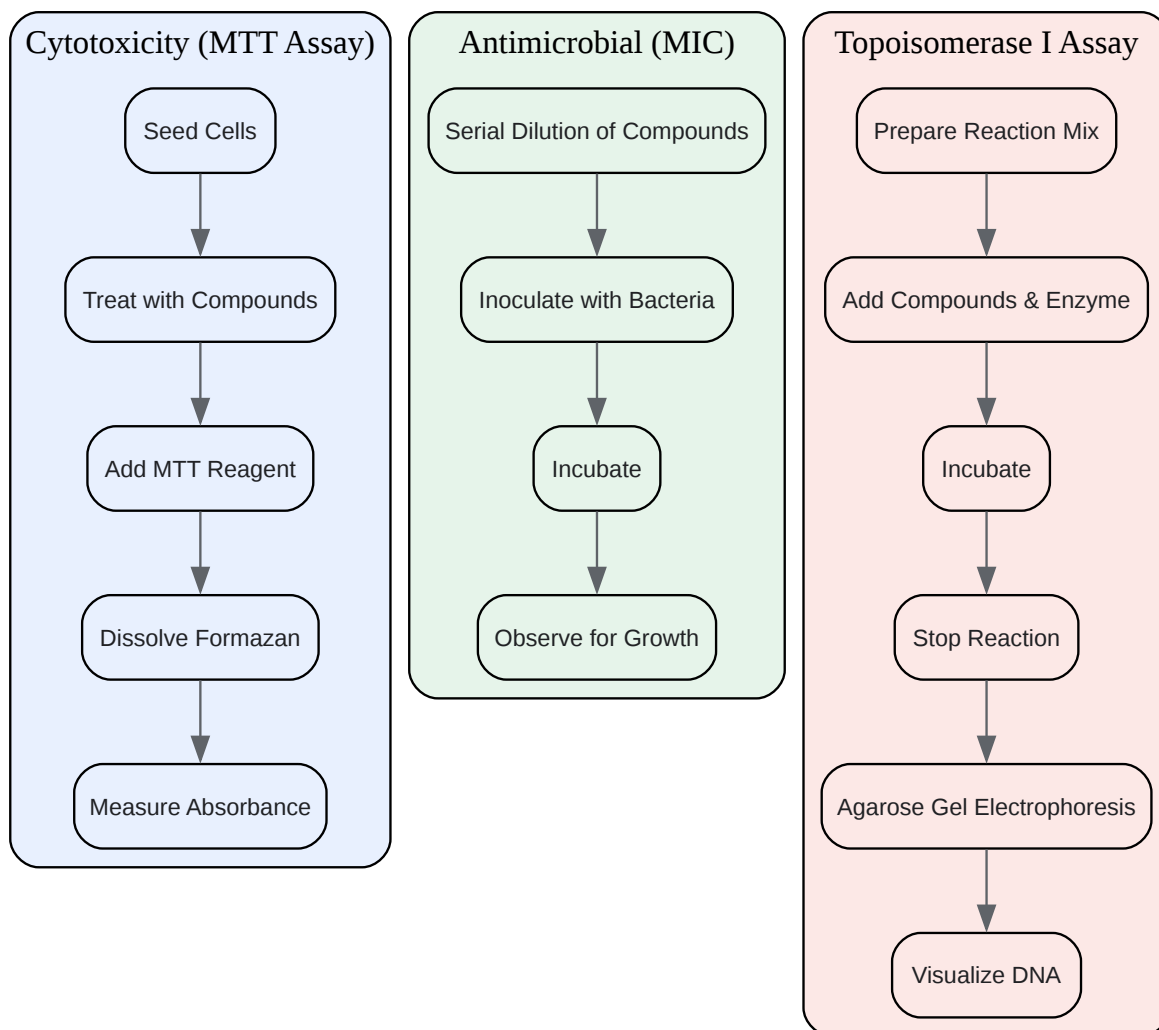 Cytotoxicity (MTT Assay)
Seed Cells
Treat with Compounds
Add MTT Reagent
Dissolve Formazan
Measure Absorbance
Antimicrobial (MIC)
Serial Dilution of Compounds
Inoculate with Bacteria
Incubate
Observe for Growth
Topoisomerase I Assay
Prepare Reaction Mix
Add Compounds & Enzyme
Incubate
Stop Reaction
Agarose Gel Electrophoresis
Visualize DNA